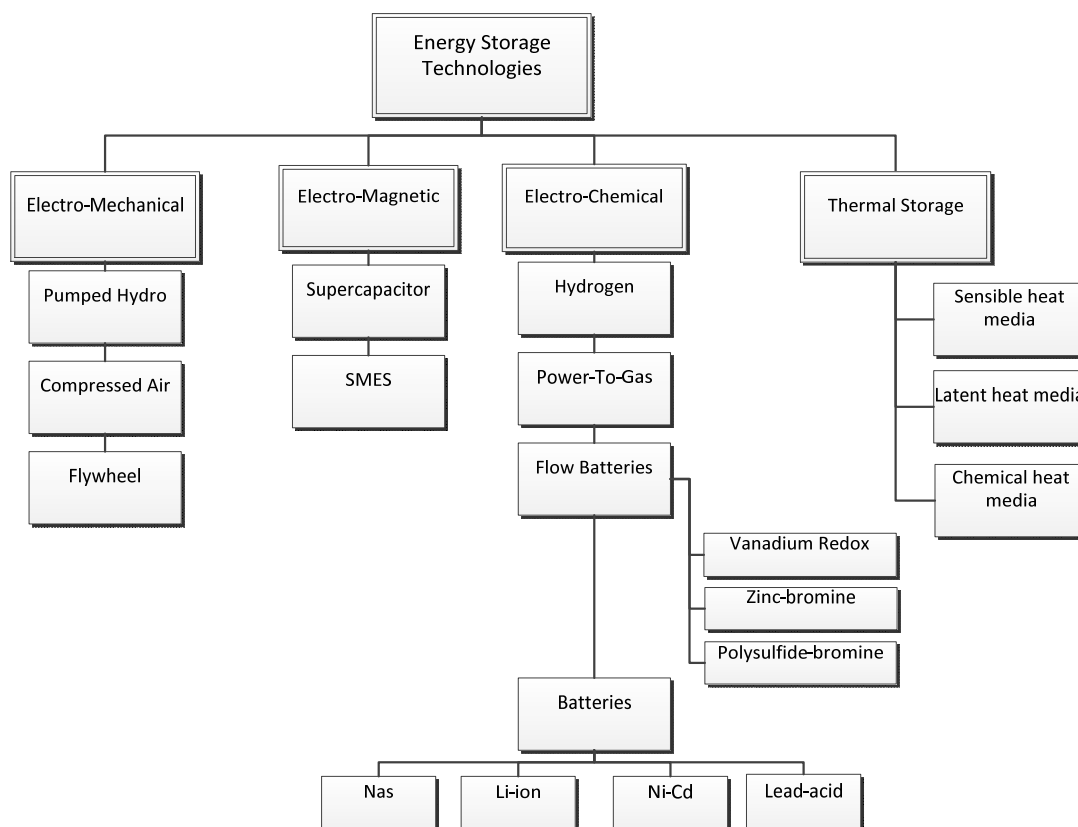 Energy Storage
Technologies
Electro-Mechanical
Electro-Magnetic
Electro-Chemical
Thermal Storage
Pumped Hydro
Supercapacitor
Hydrogen
Sensible heat
media
Compressed Air
SMES
Power-To-Gas
Latent heat media
Flywheel
Flow Batteries
Chemical heat
media
Vanadium Redox
Zinc-bromine
Polysulfide-bromine
Batteries
Nas
Li-ion
Ni-Cd
Lead-acid